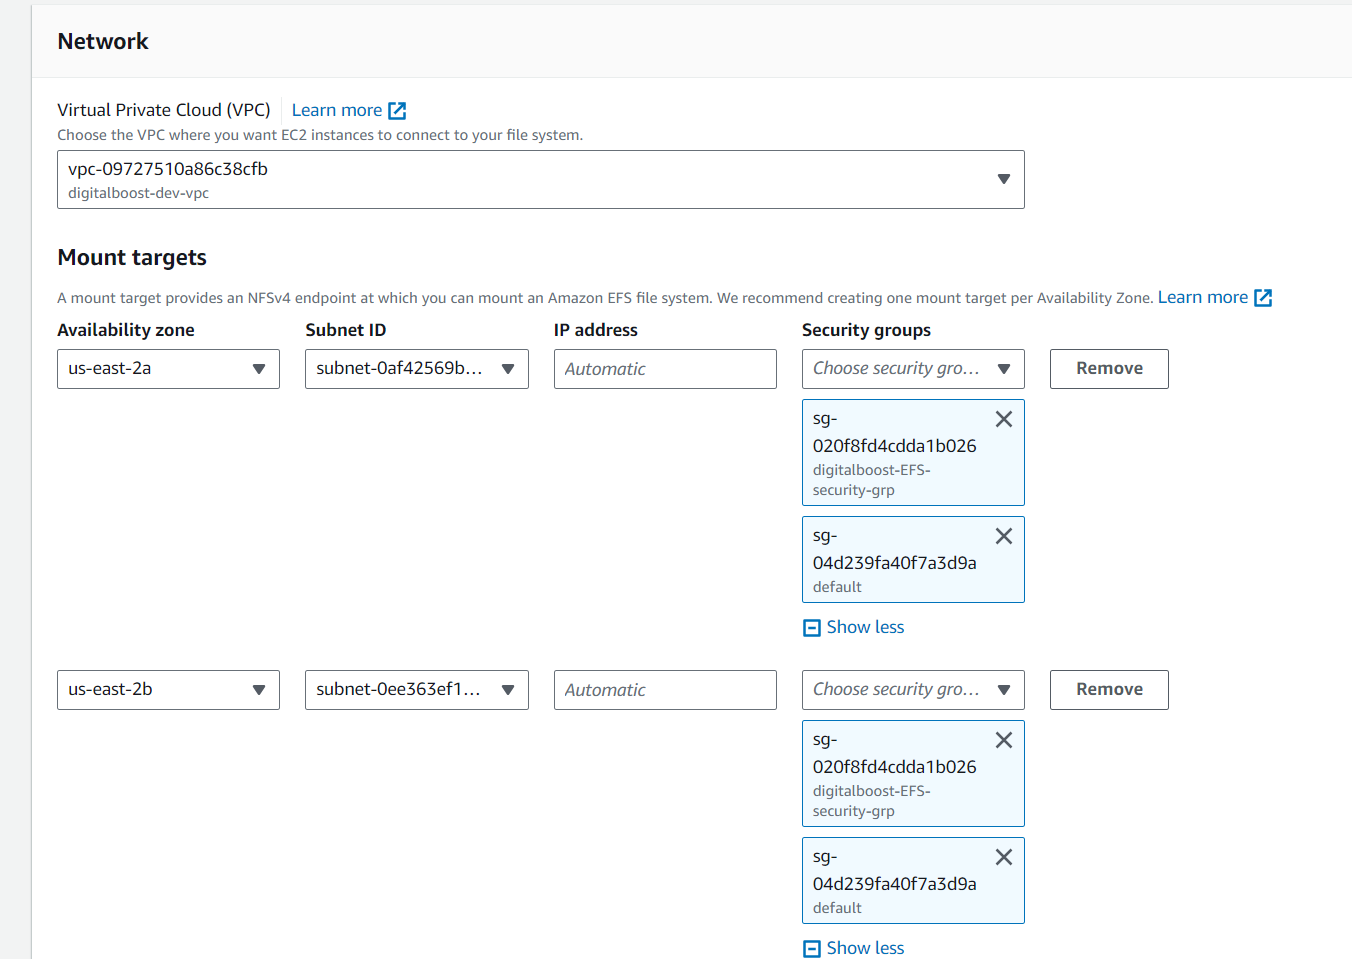 Network
Virtual Private Cloud (VPC) Learn more
Choose the VPC where you want EC2 instances to connect to your file system.
vpc-09727510a86c38cfb
digitalboost-dev-vpc
Mount targets
A mount target provides an NFSv4 endpoint at which you can mount an Amazon EFS file system. We recommend creating one mount target per Availability Zone. Learn more
Availability zone Subnet ID IP address Security groups
us-east-2a subnet-0af42569b... Automatic Choose security gro... Remove
sg-
020f8fd4cdda1b026
digitalboost-EFS-
security-grp
sg-
04d239fa40f7a3d9a
default
Show less
us-east-2b subnet-0ee363ef1... Automatic Choose security gro... Remove
sg-
020f8fd4cdda1b026
digitalboost-EFS-
security-grp
sg-
04d239fa40f7a3d9a
default
Show less